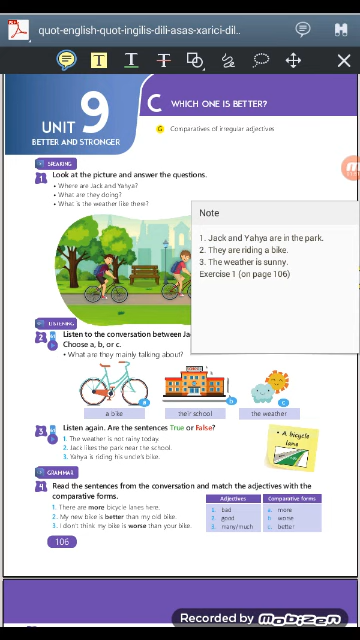 quot-english-quot-ingilis-dili-asas-xarici-dil..
UNIT 9
BETTER AND STRONGER
C WHICH ONE IS BETTER?
G Comparatives of irregular adjectives
SPEAKING
1 Look at the picture and answer the questions.
• Where are Jack and Yahya?
• What are they doing?
• What is the weather like there?
Note
1. Jack and Yahya are in the park.
2. They are riding a bike.
3. The weather is sunny.
Exercise 1 (on page 106)
LISTENING
2 Listen to the conversation between Ja
Choose a, b, or c.
• What are they mainly talking about?
SCHOOL
a b c
a bike their school the weather
3 Listen again. Are the sentences True or False?
1. The weather is not rainy today.
2. Jack likes the park near the school.
3. Yahya is riding his uncle's bike.
• A bicycle
lane
GRAMMAR
4 Read the sentences from the conversation and match the adjectives with the
comparative forms.
1. There are more bicycle lanes here.
2. My new bike is better than my old bike.
3. I don't think my bike is worse than your bike.
Adjectives Comparative forms
1. bad a. more
2. good b. worse
3. many/much c. better
106
Recorded by MOBIZEN